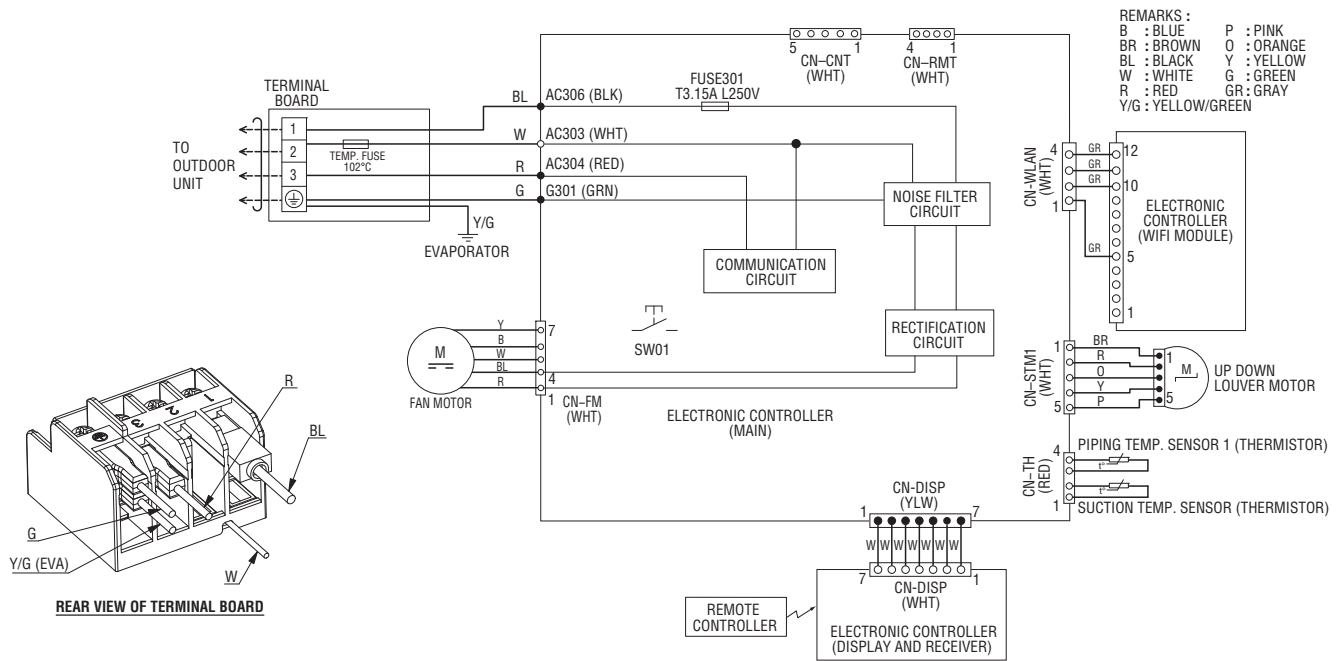 REMARKS :
B : BLUE P : PINK
BR : BROWN O : ORANGE
BL : BLACK Y : YELLOW
W : WHITE G : GREEN
R : RED GR : GRAY
Y/G : YELLOW/GREEN
5 1
CN–CNT
(WHT)
4 1
CN–RMT
(WHT)
FUSE301
T3.15A L250V
TERMINAL
BOARD
TO
OUTDOOR
UNIT
1
2
3
TEMP. FUSE
102°C
BL AC306 (BLK)
W AC303 (WHT)
R AC304 (RED)
G G301 (GRN)
Y/G
EVAPORATOR
NOISE FILTER
CIRCUIT
COMMUNICATION
CIRCUIT
RECTIFICATION
CIRCUIT
SW01
CN-WLAN
(WHT)
4
1
GR
GR
GR
GR
12
10
5
1
ELECTRONIC
CONTROLLER
(WIFI MODULE)
M
FAN MOTOR
Y
B
W
BL
R
7
4
1
CN–FM
(WHT)
ELECTRONIC CONTROLLER
(MAIN)
CN–STM1
(WHT)
1
5
BR
R
O
Y
P
1
5
M
UP DOWN
LOUVER MOTOR
CN–TH
(RED)
4
1
PIPING TEMP. SENSOR 1 (THERMISTOR)
t°
t°
SUCTION TEMP. SENSOR (THERMISTOR)
CN-DISP
(YLW)
1 7
W W W W W W W
7 1
CN-DISP
(WHT)
REMOTE
CONTROLLER
ELECTRONIC CONTROLLER
(DISPLAY AND RECEIVER)
1
2
3
R
BL
G
Y/G (EVA)
W
REAR VIEW OF TERMINAL BOARD